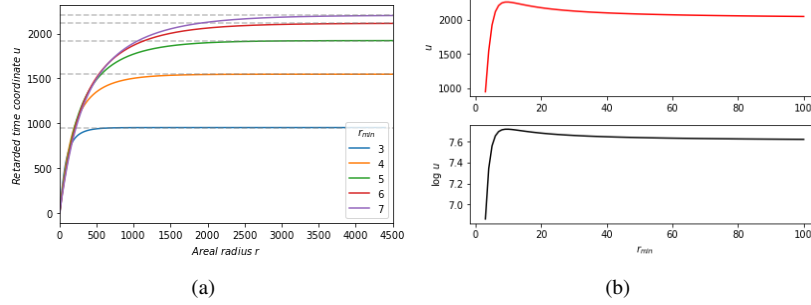 Retarded time coordinate u
2000
1500
1000
500
0
r_min
3
4
5
6
7
0 500 1000 1500 2000 2500 3000 3500 4000 4500
Areal radius r
(a)
u
2000
1000
0 20 40 60 80 100
log u
7.6
7.4
7.2
7.0
0 20 40 60 80 100
r_min
(b)